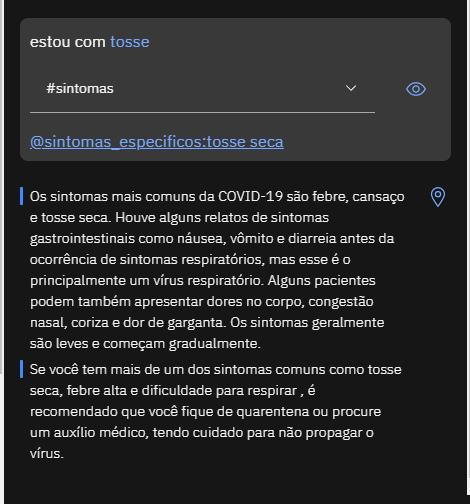 estou com tosse
#sintomas
@sintomas_especificos:tosse seca
Os sintomas mais comuns da COVID-19 são febre, cansaço
e tosse seca. Houve alguns relatos de sintomas
gastrointestinais como náusea, vômito e diarreia antes da
ocorrência de sintomas respiratórios, mas esse é o
principalmente um vírus respiratório. Alguns pacientes
podem também apresentar dores no corpo, congestão
nasal, coriza e dor de garganta. Os sintomas geralmente
são leves e começam gradualmente.
Se você tem mais de um dos sintomas comuns como tosse
seca, febre alta e dificuldade para respirar , é
recomendado que você fique de quarentena ou procure
um auxílio médico, tendo cuidado para não propagar o
vírus.